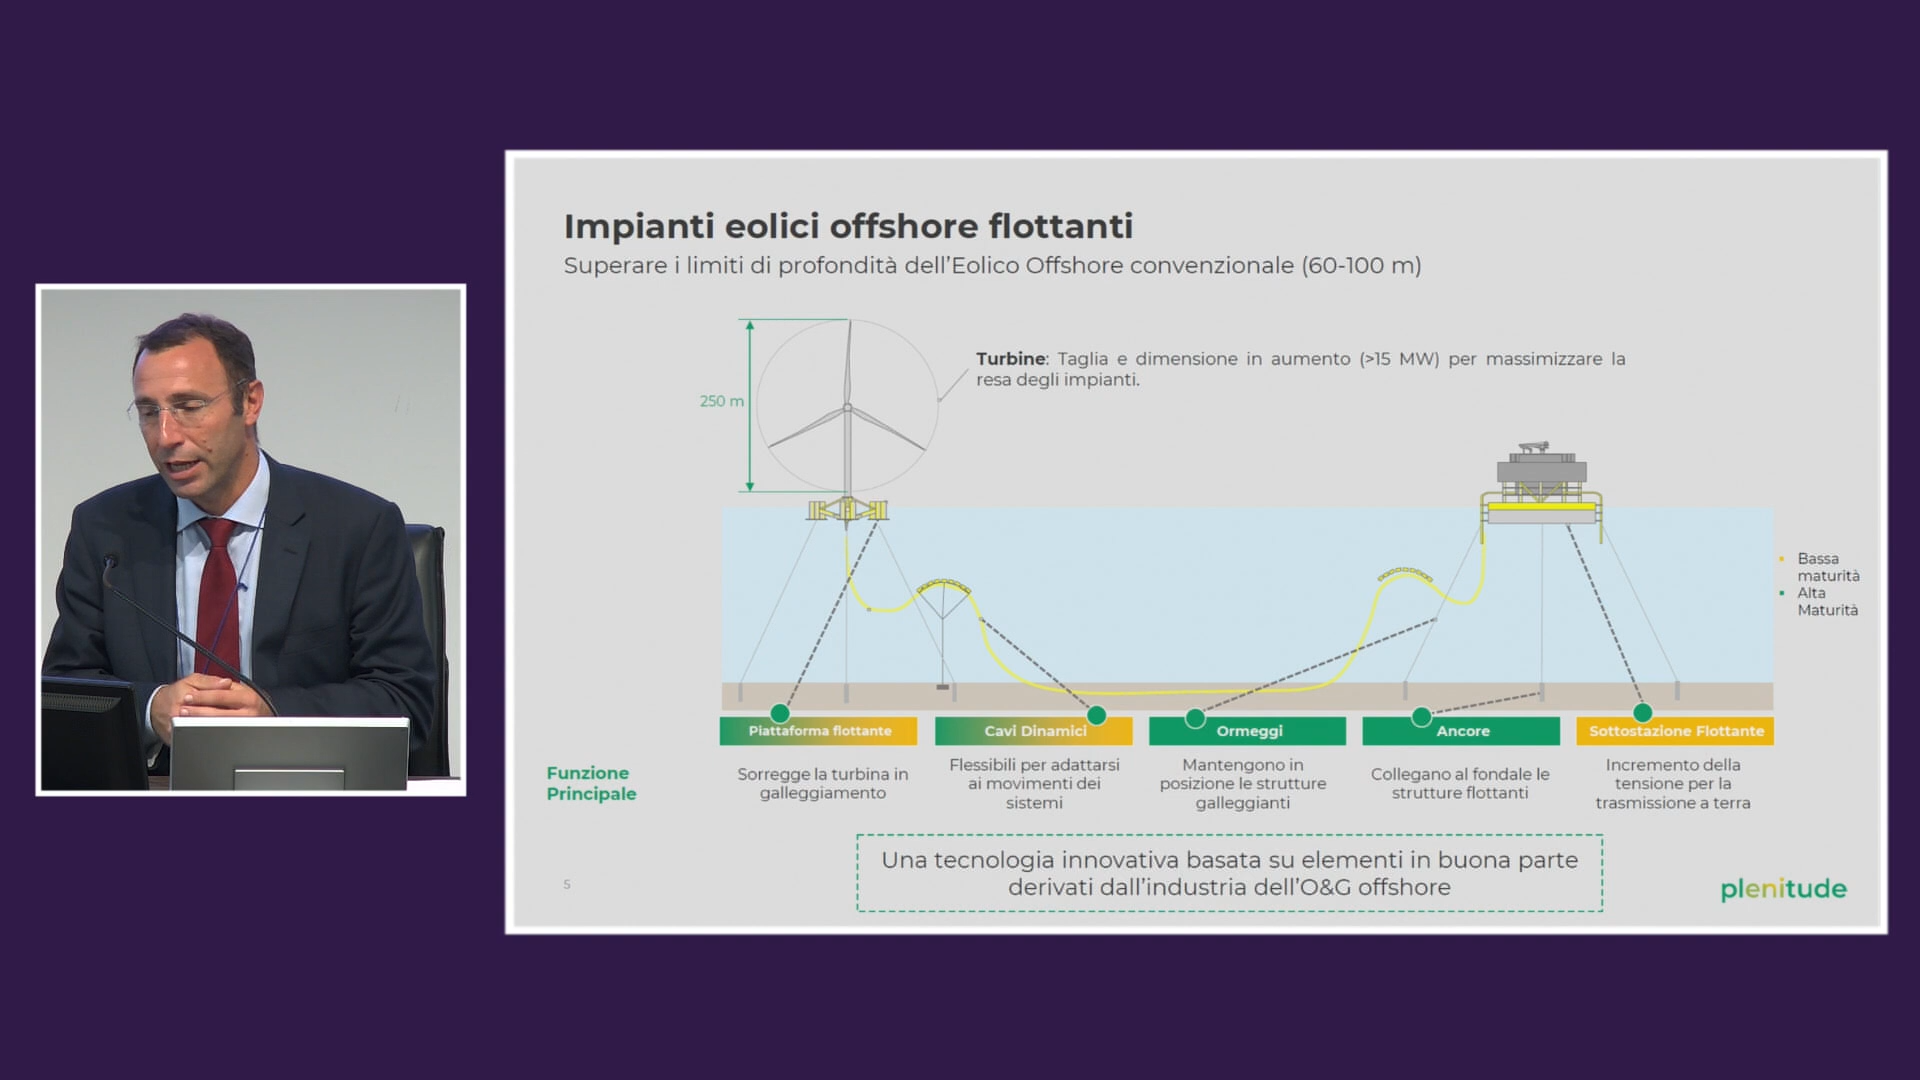 Impianti eolici offshore flottanti
Superare i limiti di profondità dell'Eolico Offshore convenzionale (60-100 m)
Turbine: Taglia e dimensione in aumento (>15 MW) per massimizzare la
resa degli impianti.
250 m
Bassa
maturità
Alta
Maturità
Piattaforma flottante
Cavi Dinamici
Ormeggi
Ancore
Sottostazione Flottante
Funzione
Principale
Sorregge la turbina in
galleggiamento
Flessibili per adattarsi
ai movimenti dei
sistemi
Mantengono in
posizione le strutture
galleggianti
Collegano al fondale le
strutture flottanti
Incremento della
tensione per la
trasmissione a terra
Una tecnologia innovativa basata su elementi in buona parte
derivati dall'industria dell'O&G offshore
5
plenitude